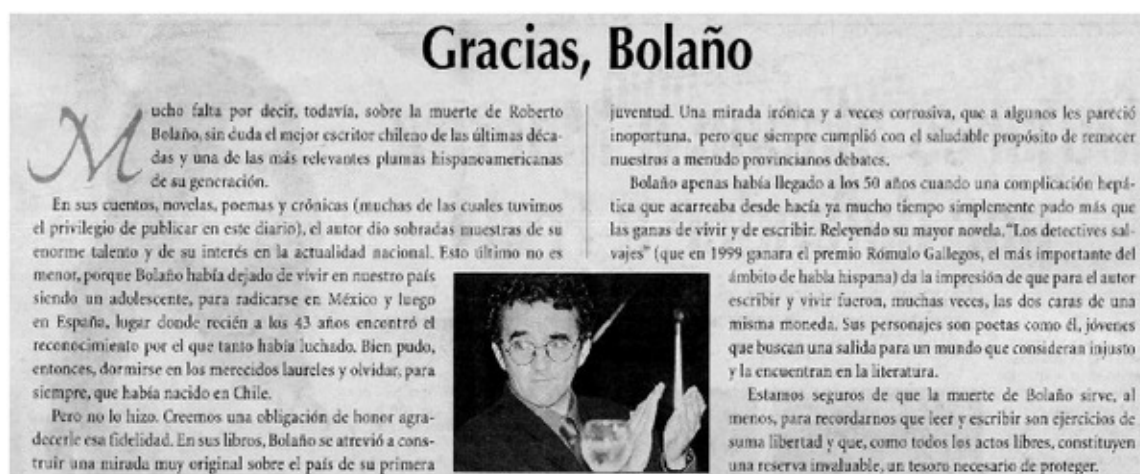 Gracias, Bolaño
Mucho falta por decir, todavía, sobre la muerte de Roberto
Bolaño, sin duda el mejor escritor chileno de las últimas déca-
das y una de las más relevantes plumas hispanoamericanas
de su generación.
En sus cuentos, novelas, poemas y crónicas (muchas de las cuales tuvimos
el privilegio de publicar en este diario), el autor dio sobradas muestras de su
enorme talento y de su interés en la actualidad nacional. Esto último no es
menor, porque Bolaño había dejado de vivir en nuestro país
siendo un adolescente, para radicarse en México y luego
en España, lugar donde recién a los 43 años encontró el
reconocimiento por el que tanto había luchado. Bien pudo,
entonces, dormirse en los merecidos laureles y olvidar, para
siempre, que había nacido en Chile.
Pero no lo hizo. Creemos una obligación de honor agra-
decerle esa fidelidad. En sus libros, Bolaño se atrevió a cons-
truir una mirada muy original sobre el país de su primera
juventud. Una mirada irónica y a veces corrosiva, que a algunos les pareció
inoportuna, pero que siempre cumplió con el saludable propósito de remecer
nuestros a menudo provincianos debates.
Bolaño apenas había llegado a los 50 años cuando una complicación hepá-
tica que acarreaba desde hacía ya mucho tiempo simplemente pudo más que
las ganas de vivir y de escribir. Releyendo su mayor novela, "Los detectives sal-
vajes" (que en 1999 ganara el premio Rómulo Gallegos, el más importante del
ámbito de habla hispana) da la impresión de que para el autor
escribir y vivir fueron, muchas veces, las dos caras de una
misma moneda. Sus personajes son poetas como él, jóvenes
que buscan una salida para un mundo que consideran injusto
y la encuentran en la literatura.
Estamos seguros de que la muerte de Bolaño sirve, al
menos, para recordarnos que leer y escribir son ejercicios de
suma libertad y que, como todos los actos libres, constituyen
una reserva invaluable, un tesoro necesario de proteger.